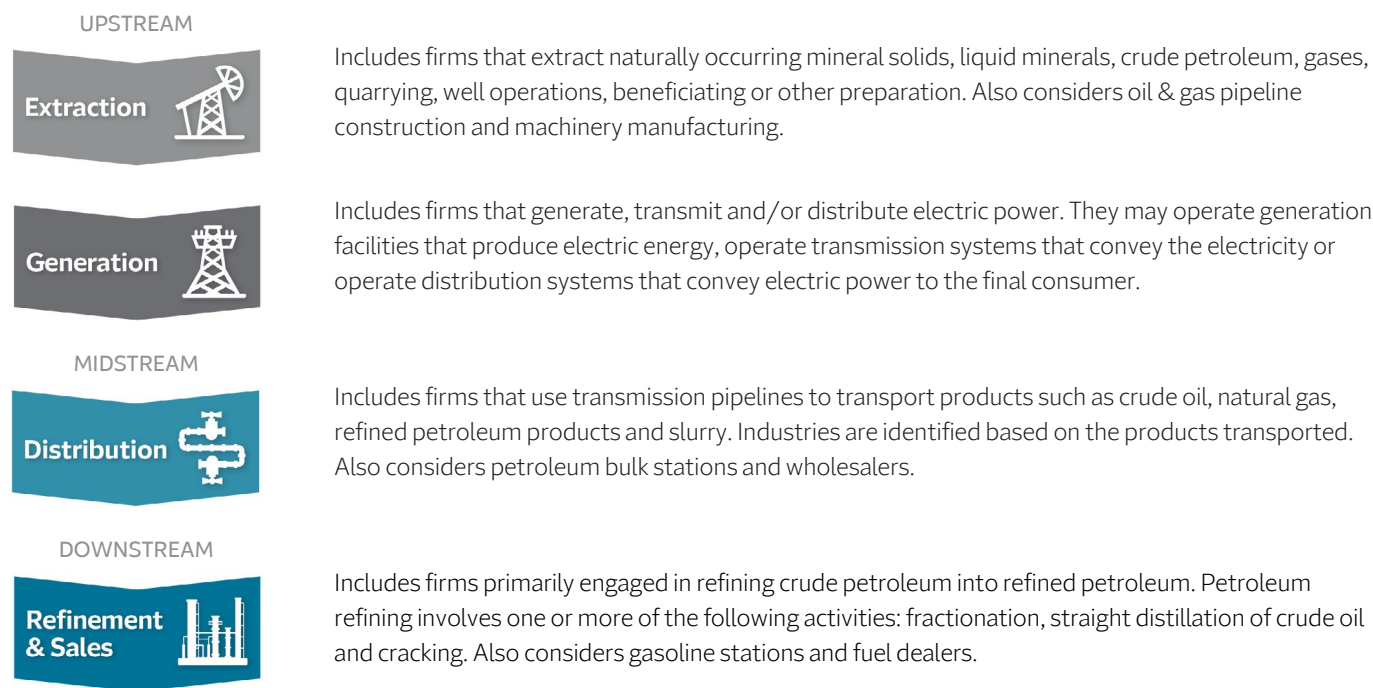 UPSTREAM
Extraction
Includes firms that extract naturally occurring mineral solids, liquid minerals, crude petroleum, gases,
quarrying, well operations, beneficiating or other preparation. Also considers oil & gas pipeline
construction and machinery manufacturing.
Generation
Includes firms that generate, transmit and/or distribute electric power. They may operate generation
facilities that produce electric energy, operate transmission systems that convey the electricity or
operate distribution systems that convey electric power to the final consumer.
MIDSTREAM
Distribution
Includes firms that use transmission pipelines to transport products such as crude oil, natural gas,
refined petroleum products and slurry. Industries are identified based on the products transported.
Also considers petroleum bulk stations and wholesalers.
DOWNSTREAM
Refinement
& Sales
Includes firms primarily engaged in refining crude petroleum into refined petroleum. Petroleum
refining involves one or more of the following activities: fractionation, straight distillation of crude oil
and cracking. Also considers gasoline stations and fuel dealers.